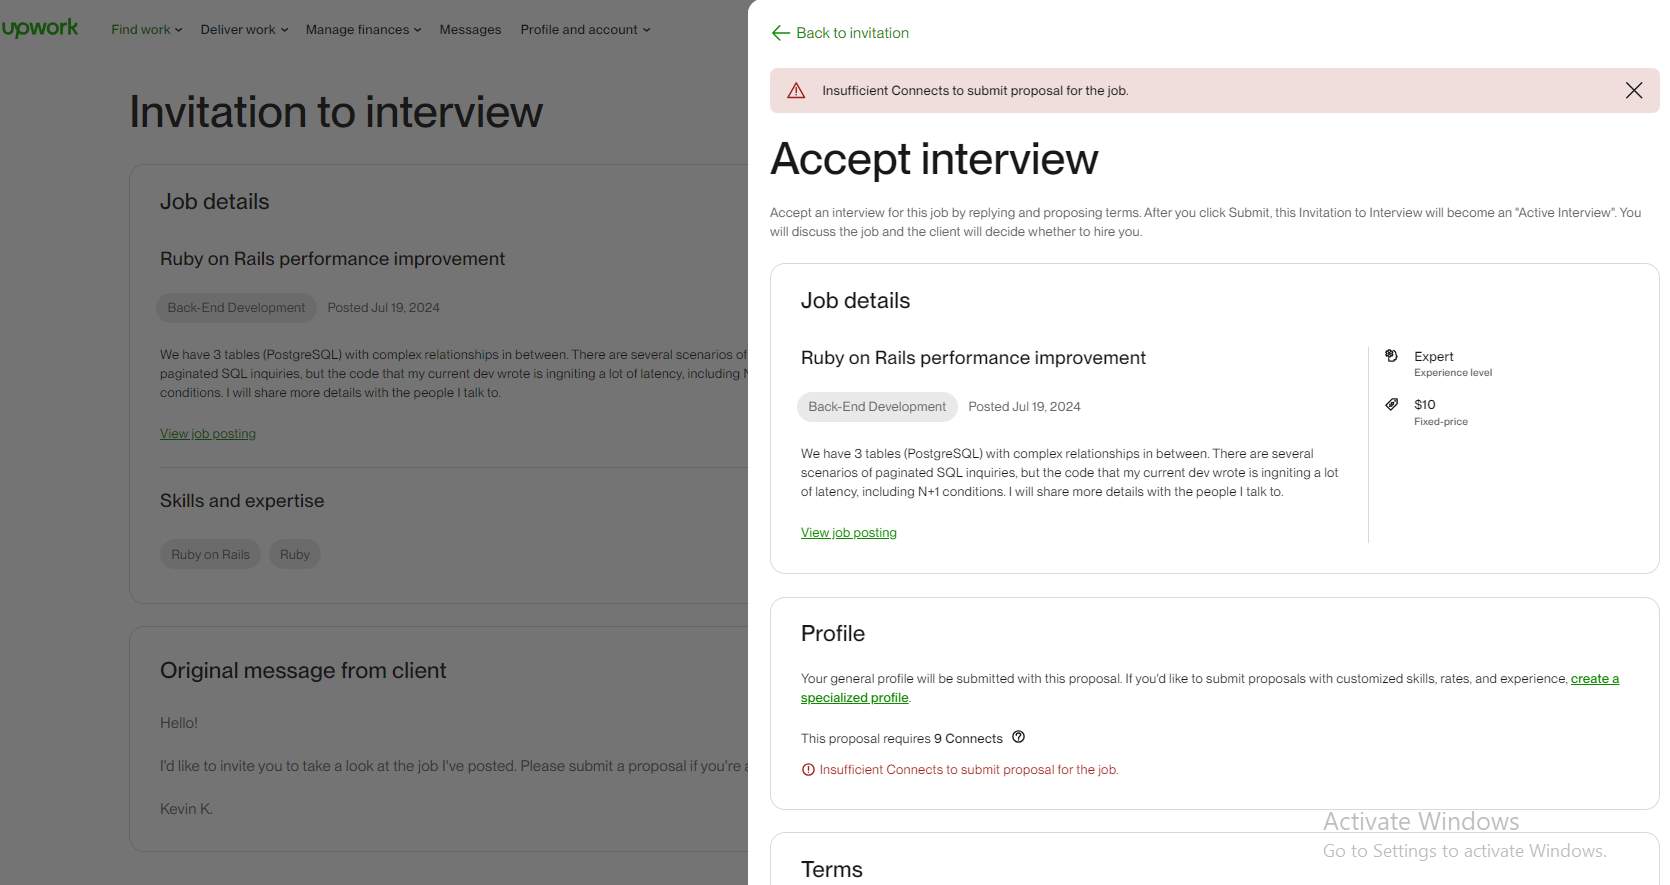 upwork
Find work
Deliver work
Manage finances
Messages
Profile and account
Invitation to interview
Job details
Ruby on Rails performance improvement
Back-End Development
Posted Jul 19, 2024
We have 3 tables (PostgreSQL) with complex relationships in between. There are several scenarios of
paginated SQL inquiries, but the code that my current dev wrote is ingniting a lot of latency, including
conditions. I will share more details with the people I talk to.
View job posting
Skills and expertise
Ruby on Rails
Ruby
Original message from client
Hello!
I'd like to invite you to take a look at the job I've posted. Please submit a proposal if you're
Kevin K.
Back to invitation
Insufficient Connects to submit proposal for the job.
Accept interview
Accept an interview for this job by replying and proposing terms. After you click Submit, this Invitation to Interview will become an "Active Interview". You
will discuss the job and the client will decide whether to hire you.
Job details
Ruby on Rails performance improvement
Back-End Development
Posted Jul 19, 2024
We have 3 tables (PostgreSQL) with complex relationships in between. There are several
scenarios of paginated SQL inquiries, but the code that my current dev wrote is ingniting a lot
of latency, including N+1 conditions. I will share more details with the people I talk to.
View job posting
Expert
Experience level
$10
Fixed-price
Profile
Your general profile will be submitted with this proposal. If you'd like to submit proposals with customized skills, rates, and experience, create a
specialized profile.
This proposal requires 9 Connects
Insufficient Connects to submit proposal for the job.
Terms
Activate Windows
Go to Settings to activate Windows.